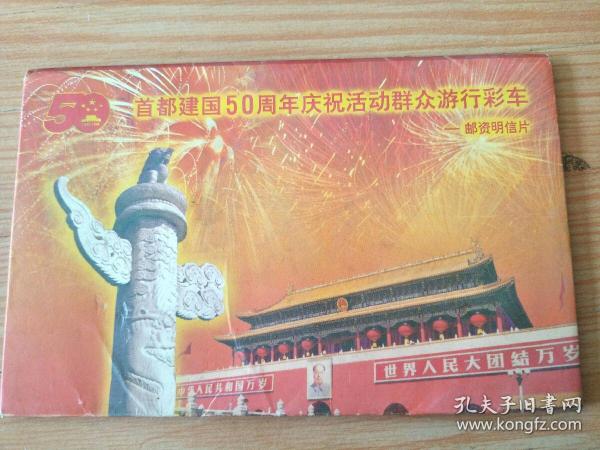 50
首都建国50周年庆祝活动群众游行彩车
—邮资明信片
中华人民共和国万岁
世界人民大团结万岁
孔夫子旧书网
www.kongfz.com